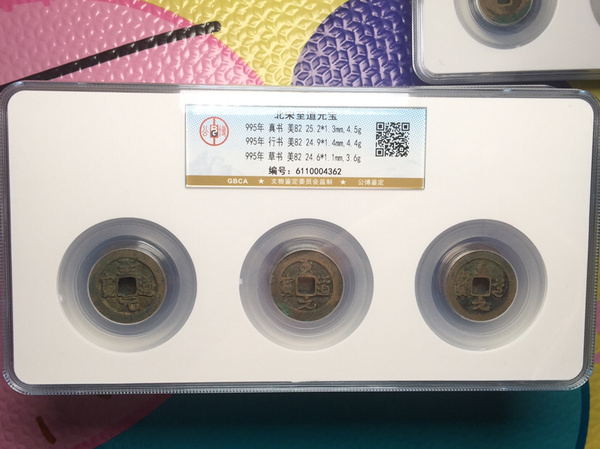 北宋至道元宝
995年 真书 美82 25.2*1.3mm,4.5g
995年 行书 美82 24.9*1.4mm,4.4g
995年 草书 美82 24.6*1.1mm,3.6g
编号：6110004362
GBCA ★ 文物鉴定委员会监制 ★ 公博鉴定